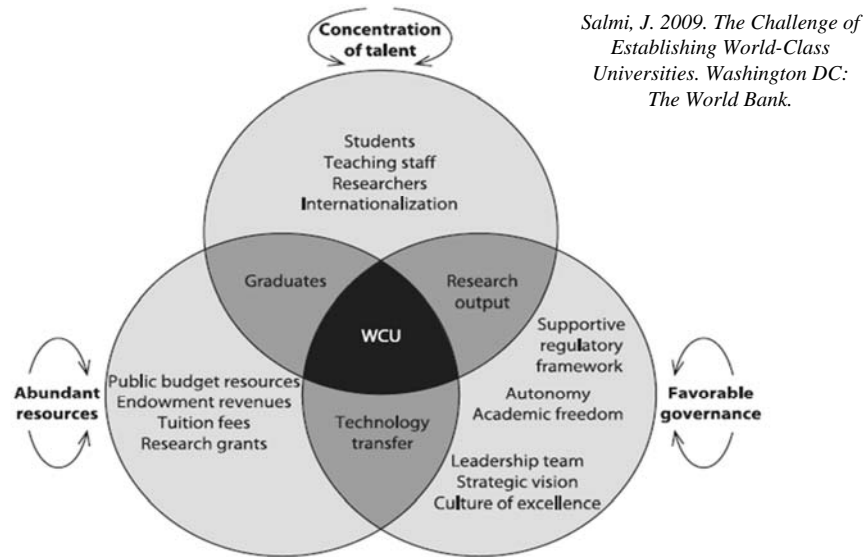 Concentration
of talent
Salmi, J. 2009. The Challenge of
Establishing World-Class
Universities. Washington DC:
The World Bank.
Students
Teaching staff
Researchers
Internationalization
Graduates
Research
output
WCU
Supportive
regulatory
framework
Autonomy
Academic freedom
Leadership team
Strategic vision
Culture of excellence
Abundant
resources
Public budget resources
Endowment revenues
Tuition fees
Research grants
Technology
transfer
Favorable
governance